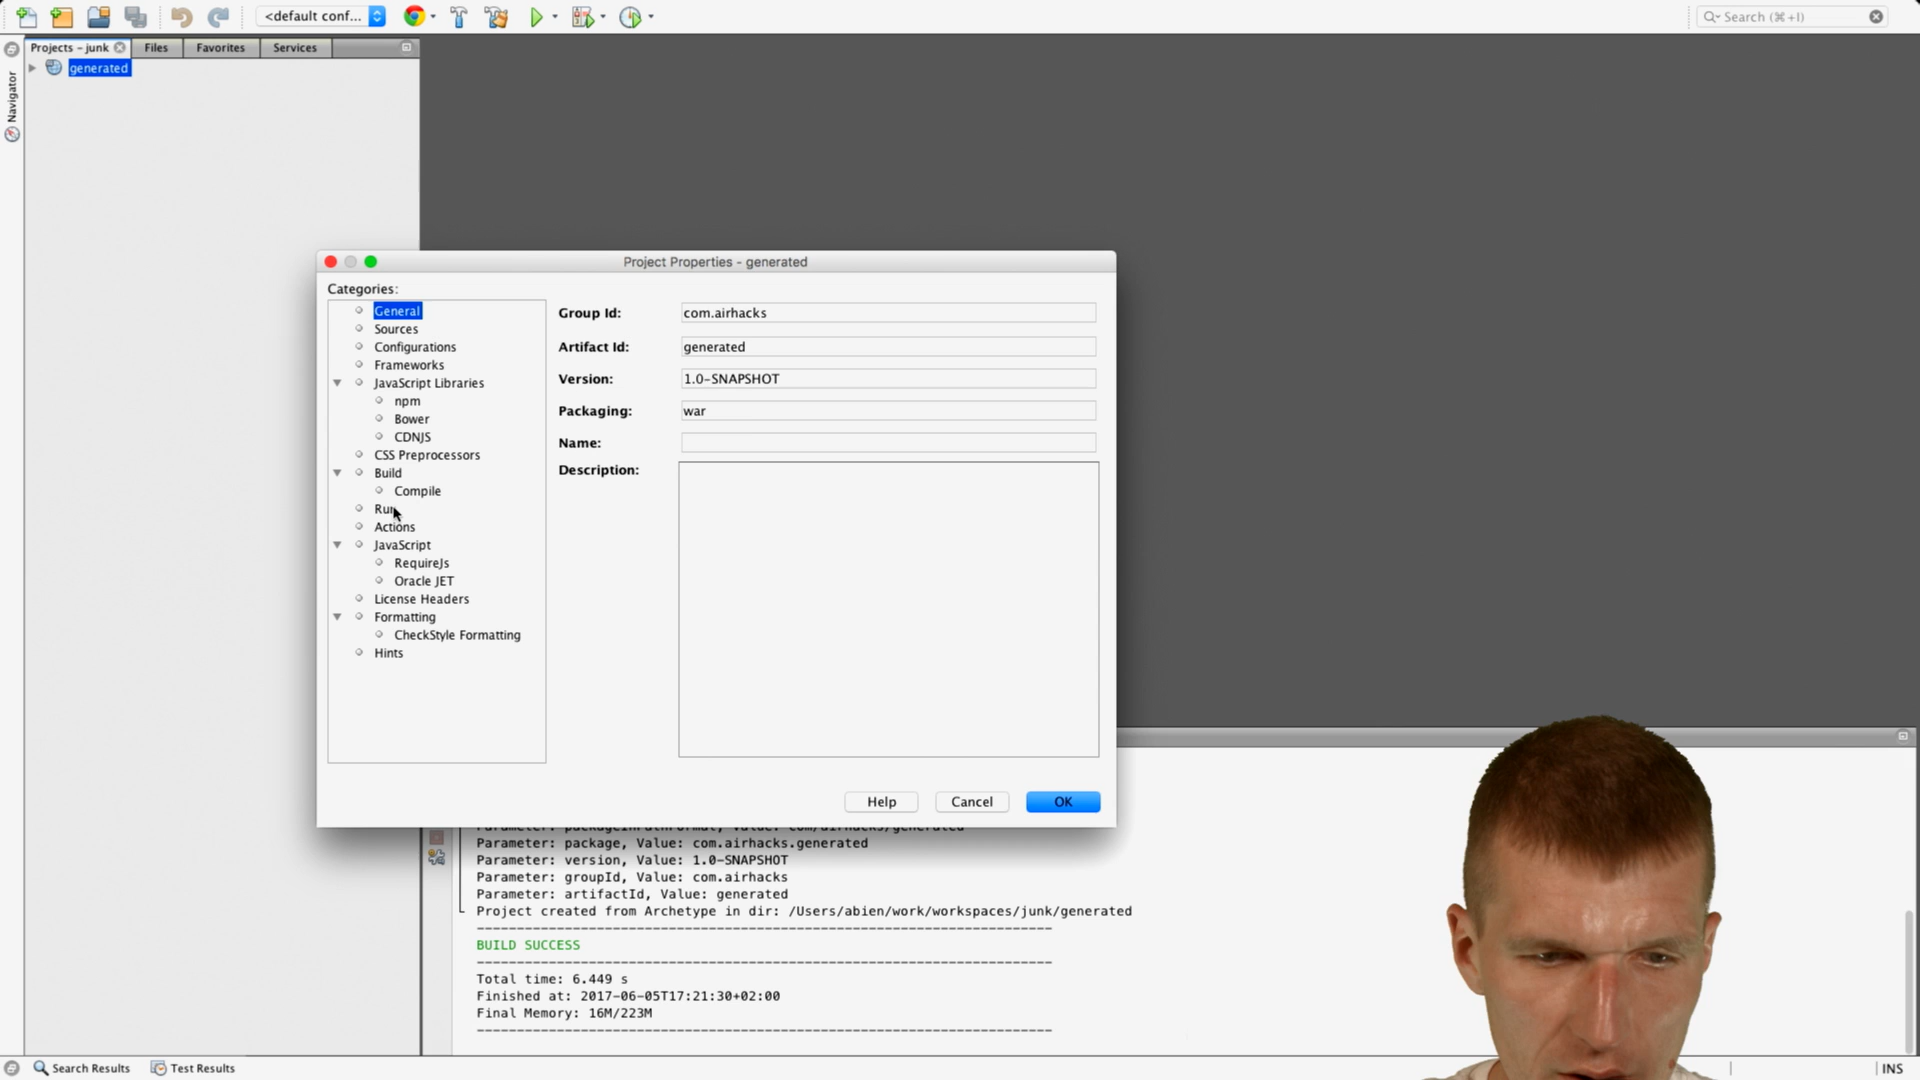 <default conf...
Search (⌘+I)
Projects – junk
Files
Favorites
Services
Navigator
generated
Project Properties – generated
Categories:
General
Sources
Configurations
Frameworks
JavaScript Libraries
npm
Bower
CDNJS
CSS Preprocessors
Build
Compile
Run
Actions
JavaScript
RequireJs
Oracle JET
License Headers
Formatting
CheckStyle Formatting
Hints
Group Id: com.airhacks
Artifact Id: generated
Version: 1.0-SNAPSHOT
Packaging: war
Name:
Description:
Help
Cancel
OK
Parameter: packageInPathFormat, Value: com/airhacks/generated
Parameter: package, Value: com.airhacks.generated
Parameter: version, Value: 1.0-SNAPSHOT
Parameter: groupId, Value: com.airhacks
Parameter: artifactId, Value: generated
Project created from Archetype in dir: /Users/abien/work/workspaces/junk/generated
BUILD SUCCESS
Total time: 6.449 s
Finished at: 2017-06-05T17:21:30+02:00
Final Memory: 16M/223M
Search Results
Test Results
INS